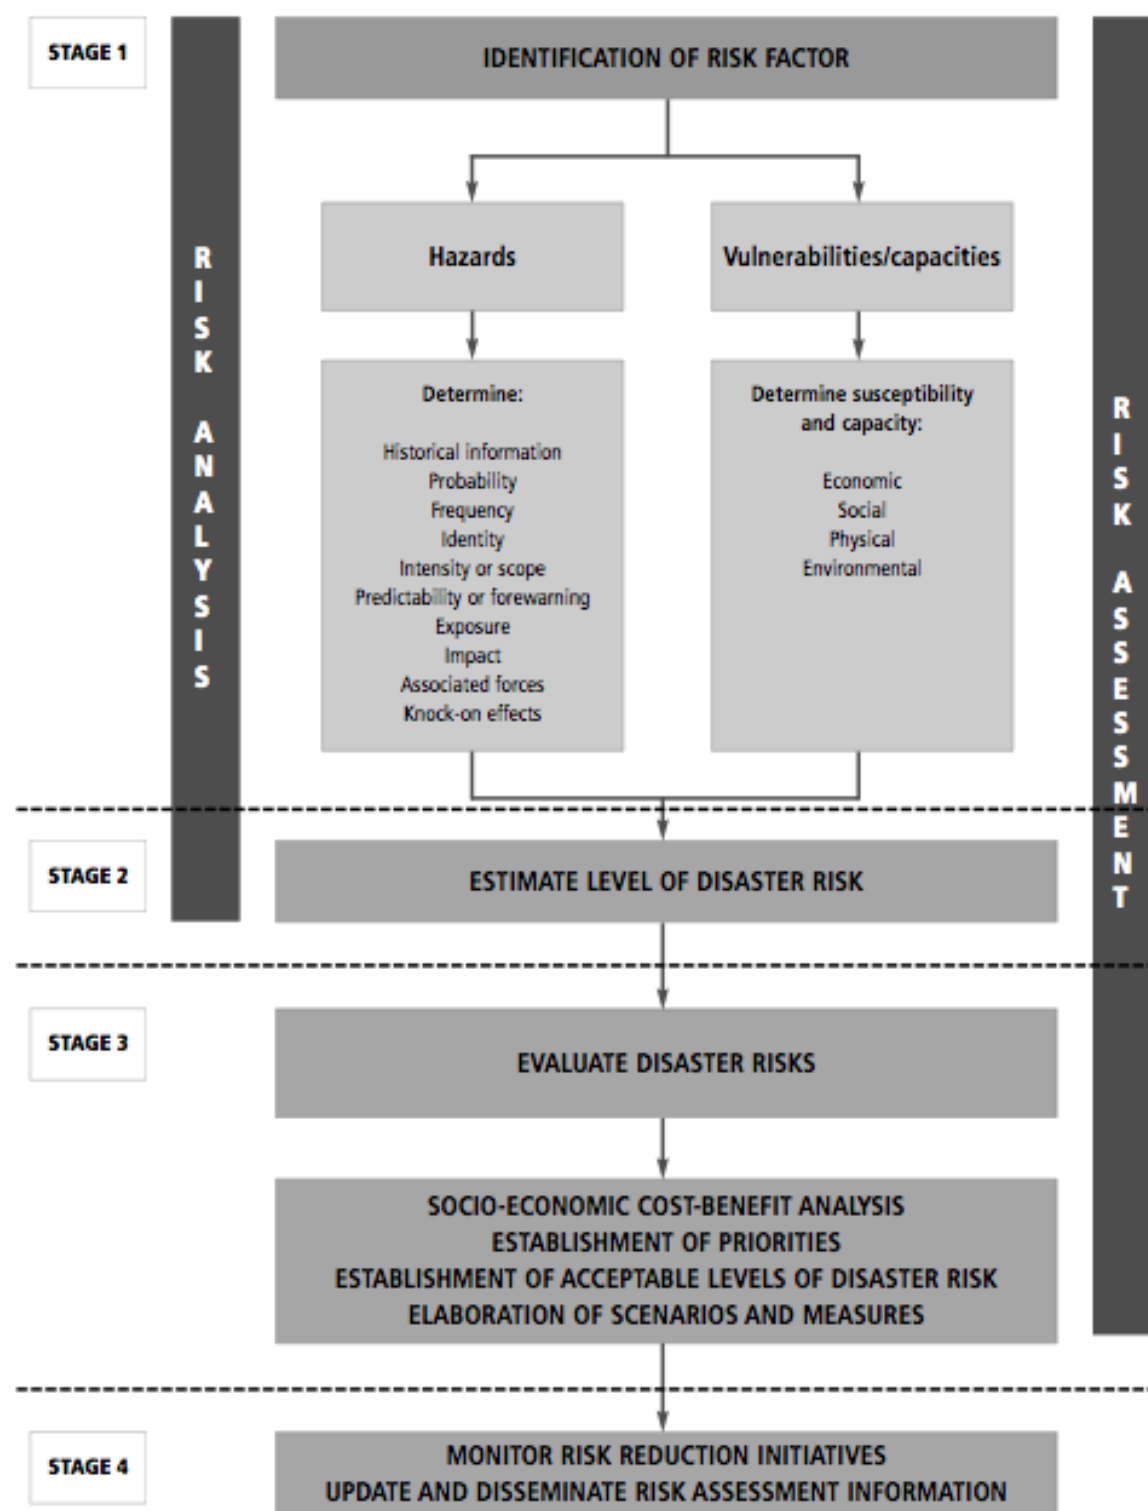 STAGE 1
IDENTIFICATION OF RISK FACTOR
RISK ANALYSIS
RISK ASSESSMENT
Hazards
Vulnerabilities/capacities
Determine:
Historical information
Probability
Frequency
Identity
Intensity or scope
Predictability or forewarning
Exposure
Impact
Associated forces
Knock-on effects
Determine susceptibility
and capacity:
Economic
Social
Physical
Environmental
STAGE 2
ESTIMATE LEVEL OF DISASTER RISK
STAGE 3
EVALUATE DISASTER RISKS
SOCIO-ECONOMIC COST-BENEFIT ANALYSIS
ESTABLISHMENT OF PRIORITIES
ESTABLISHMENT OF ACCEPTABLE LEVELS OF DISASTER RISK
ELABORATION OF SCENARIOS AND MEASURES
STAGE 4
MONITOR RISK REDUCTION INITIATIVES
UPDATE AND DISSEMINATE RISK ASSESSMENT INFORMATION